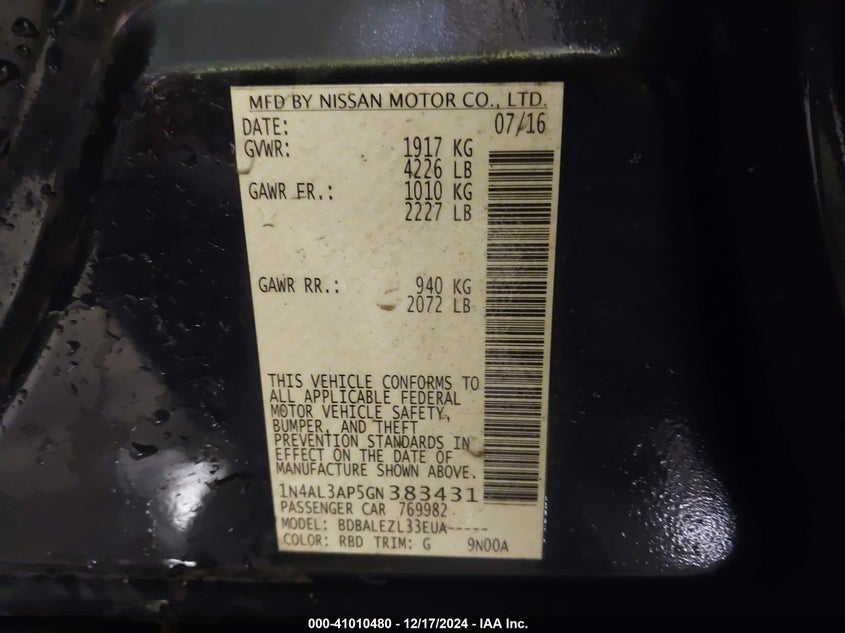 MFD BY NISSAN MOTOR CO., LTD.
DATE: 07/16
GVWR: 1917 KG
4226 LB
GAWR FR.: 1010 KG
2227 LB
GAWR RR.: 940 KG
2072 LB
THIS VEHICLE CONFORMS TO
ALL APPLICABLE FEDERAL
MOTOR VEHICLE SAFETY,
BUMPER, AND THEFT
PREVENTION STANDARDS IN
EFFECT ON THE DATE OF
MANUFACTURE SHOWN ABOVE.
1N4AL3AP5GN383431
PASSENGER CAR 769982
MODEL: BDBALEZL33EUA-----
COLOR: RBD TRIM: G 9N00A
000-41010480 - 12/17/2024 - IAA Inc.